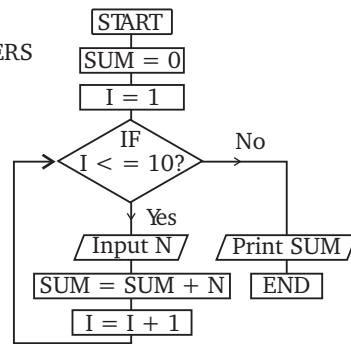 START
ERS
SUM = 0
I = 1
IF
I < = 10?
No
Yes
Input N
Print SUM
SUM = SUM + N
END
I = I + 1